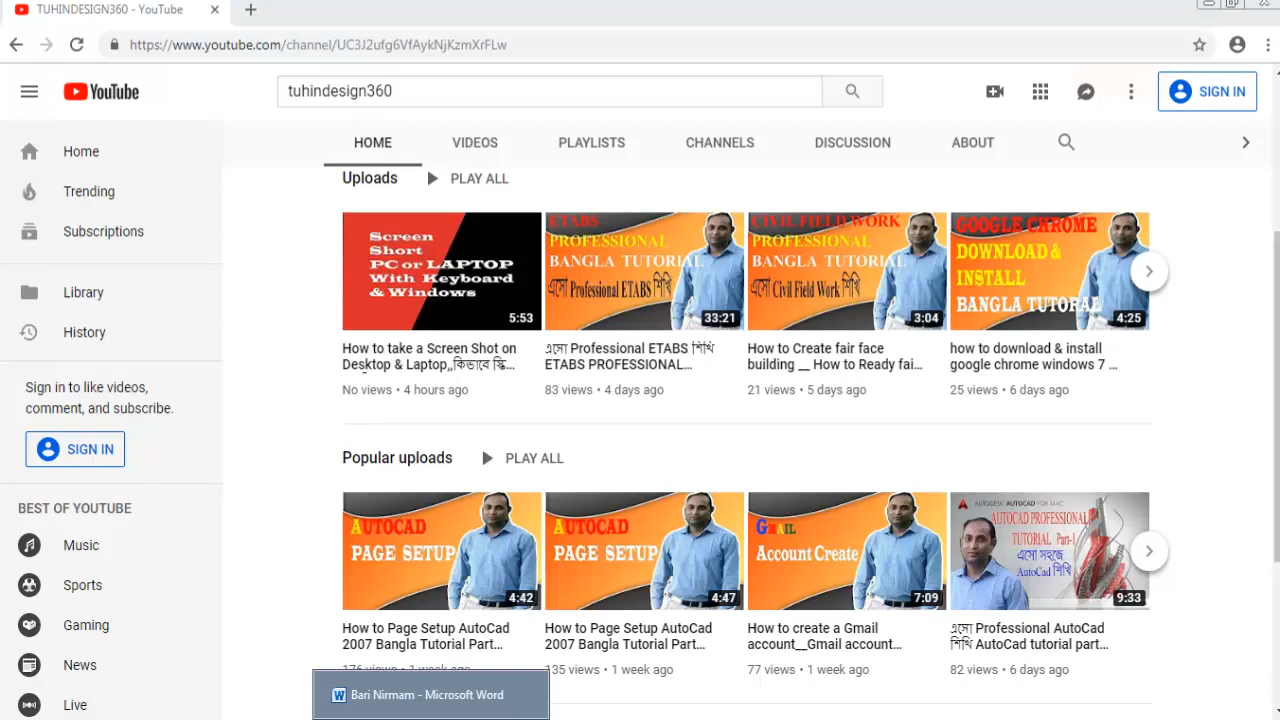 TUHINDESIGN360 - YouTube
https://www.youtube.com/channel/UC3J2ufg6VfAykNjKzmXrFLw
YouTube
tuhindesign360
SIGN IN
HOME VIDEOS PLAYLISTS CHANNELS DISCUSSION ABOUT
Home
Trending
Subscriptions
Library
History
Sign in to like videos,
comment, and subscribe.
SIGN IN
BEST OF YOUTUBE
Music
Sports
Gaming
News
Live
Uploads PLAY ALL
Screen
Short
PC or LAPTOP
With Keyboard
& Windows
5:53
How to take a Screen Shot on
Desktop & Laptop,,কিভাবে স্ক্রি...
No views • 4 hours ago
ETABS
PROFESSIONAL
BANGLA TUTORIAL
এসো Professional ETABS শিখি
33:21
এসো Professional ETABS শিখি
ETABS PROFESSIONAL...
83 views • 4 days ago
CIVIL FIELD WORK
PROFESSIONAL
BANGLA TUTORIAL
এসো Civil Field Work শিখি
3:04
How to Create fair face
building __ How to Ready fai...
21 views • 5 days ago
GOOGLE CHROME
DOWNLOAD &
INSTALL
BANGLA TUTORAL
4:25
how to download & install
google chrome windows 7 ...
25 views • 6 days ago
Popular uploads PLAY ALL
AUTOCAD
PAGE SETUP
4:42
How to Page Setup AutoCad
2007 Bangla Tutorial Part...
176 views • 1 week ago
AUTOCAD
PAGE SETUP
4:47
How to Page Setup AutoCad
2007 Bangla Tutorial Part...
135 views • 1 week ago
GMAIL
Account Create
7:09
How to create a Gmail
account__Gmail account...
77 views • 1 week ago
AUTODESK AUTOCAD FOR MAC
AUTOCAD PROFESSIONAL
TUTORIAL Part-1
এসো সহজে
AutoCad শিখি
9:33
এসো Professional AutoCad
শিখি AutoCad tutorial part...
82 views • 6 days ago
Bari Nirmam - Microsoft Word